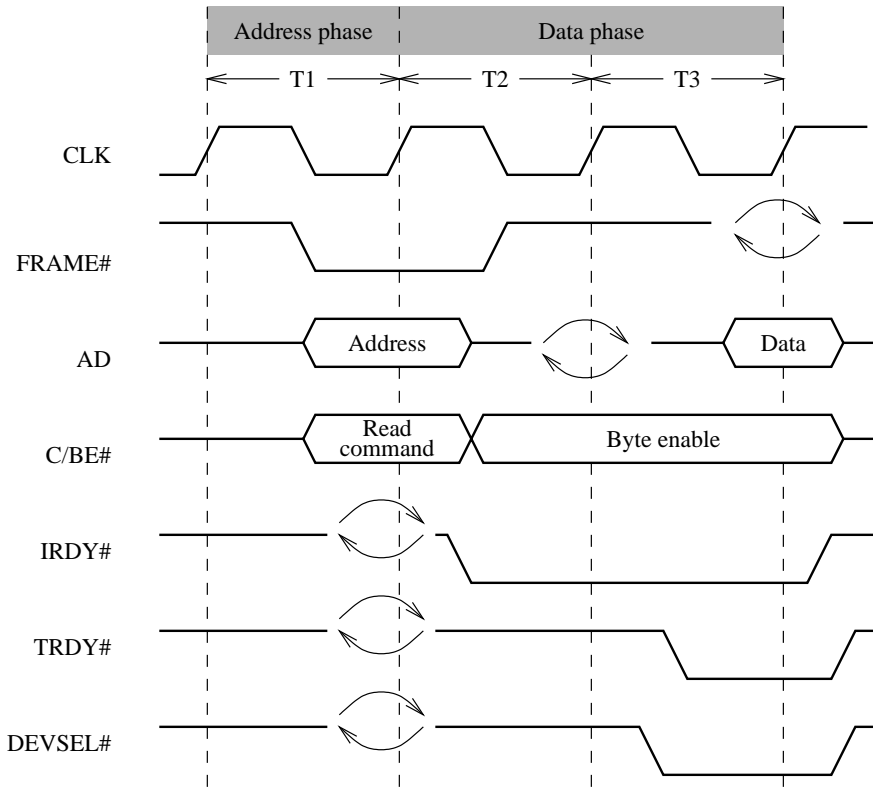 Address phase Data phase
T1 T2 T3
CLK
FRAME#
AD Address Data
C/BE# Read command Byte enable
IRDY#
TRDY#
DEVSEL#